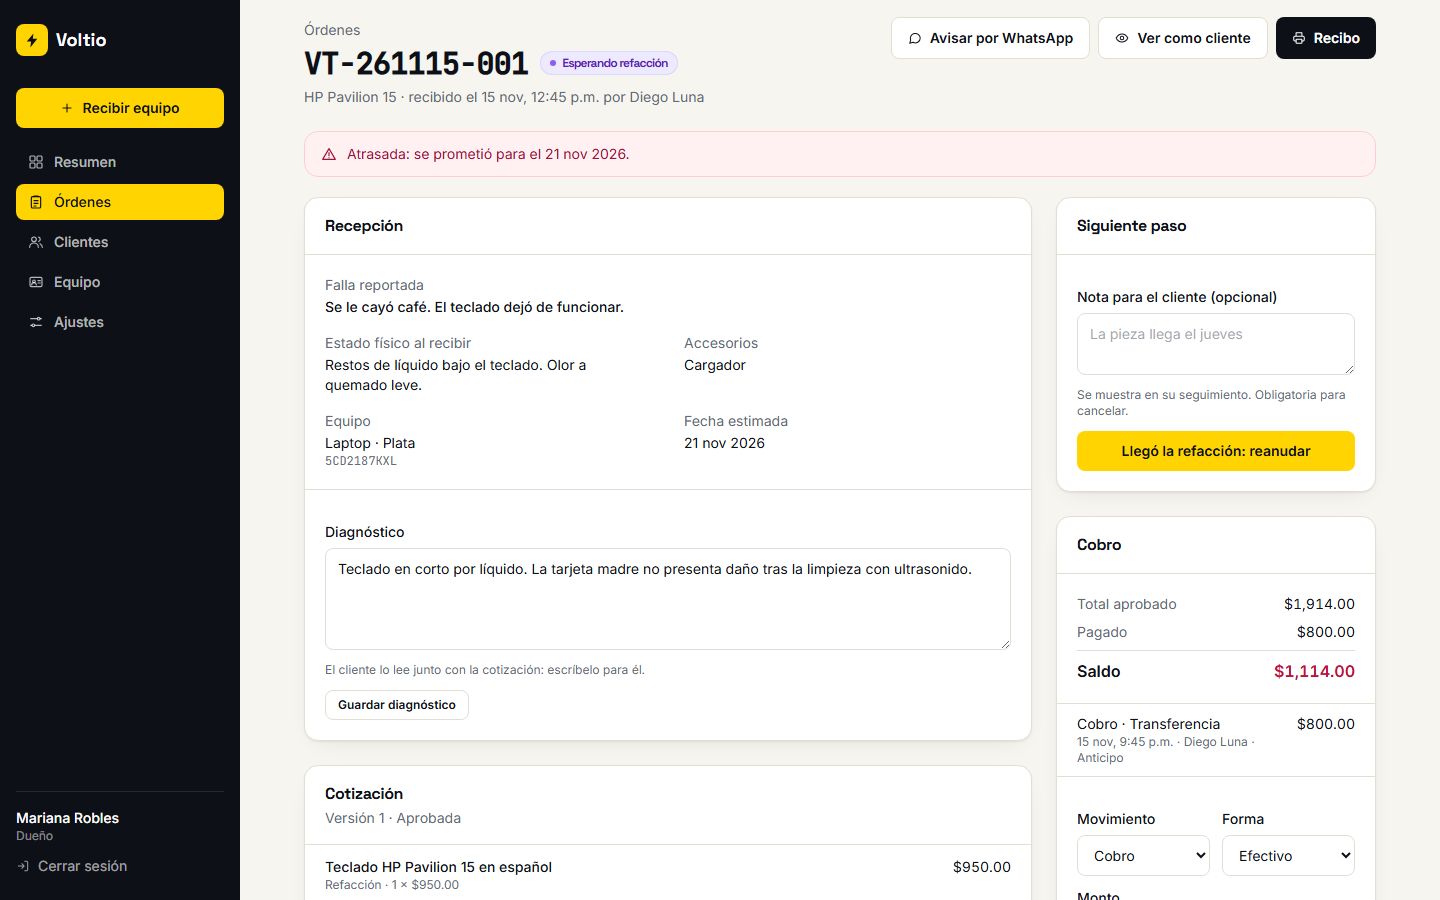 Voltio
Recibir equipo
Resumen
Órdenes
Clientes
Equipo
Ajustes
Mariana Robles
Dueño
Cerrar sesión
Órdenes
VT-261115-001
Esperando refacción
HP Pavilion 15 · recibido el 15 nov, 12:45 p.m. por Diego Luna
Avisar por WhatsApp
Ver como cliente
Recibo
Atrasada: se prometió para el 21 nov 2026.
Recepción
Falla reportada
Se le cayó café. El teclado dejó de funcionar.
Estado físico al recibir
Restos de líquido bajo el teclado. Olor a
quemado leve.
Accesorios
Cargador
Equipo
Laptop · Plata
5CD2187KXL
Fecha estimada
21 nov 2026
Diagnóstico
Teclado en corto por líquido. La tarjeta madre no presenta daño tras la limpieza con ultrasonido.
El cliente lo lee junto con la cotización: escríbelo para él.
Guardar diagnóstico
Cotización
Versión 1 · Aprobada
Teclado HP Pavilion 15 en español
$950.00
Refacción · 1 × $950.00
Siguiente paso
Nota para el cliente (opcional)
La pieza llega el jueves
Se muestra en su seguimiento. Obligatoria para
cancelar.
Llegó la refacción: reanudar
Cobro
Total aprobado
$1,914.00
Pagado
$800.00
Saldo
$1,114.00
Cobro · Transferencia
$800.00
15 nov, 9:45 p.m. · Diego Luna ·
Anticipo
Movimiento
Forma
Cobro
Efectivo
Monto